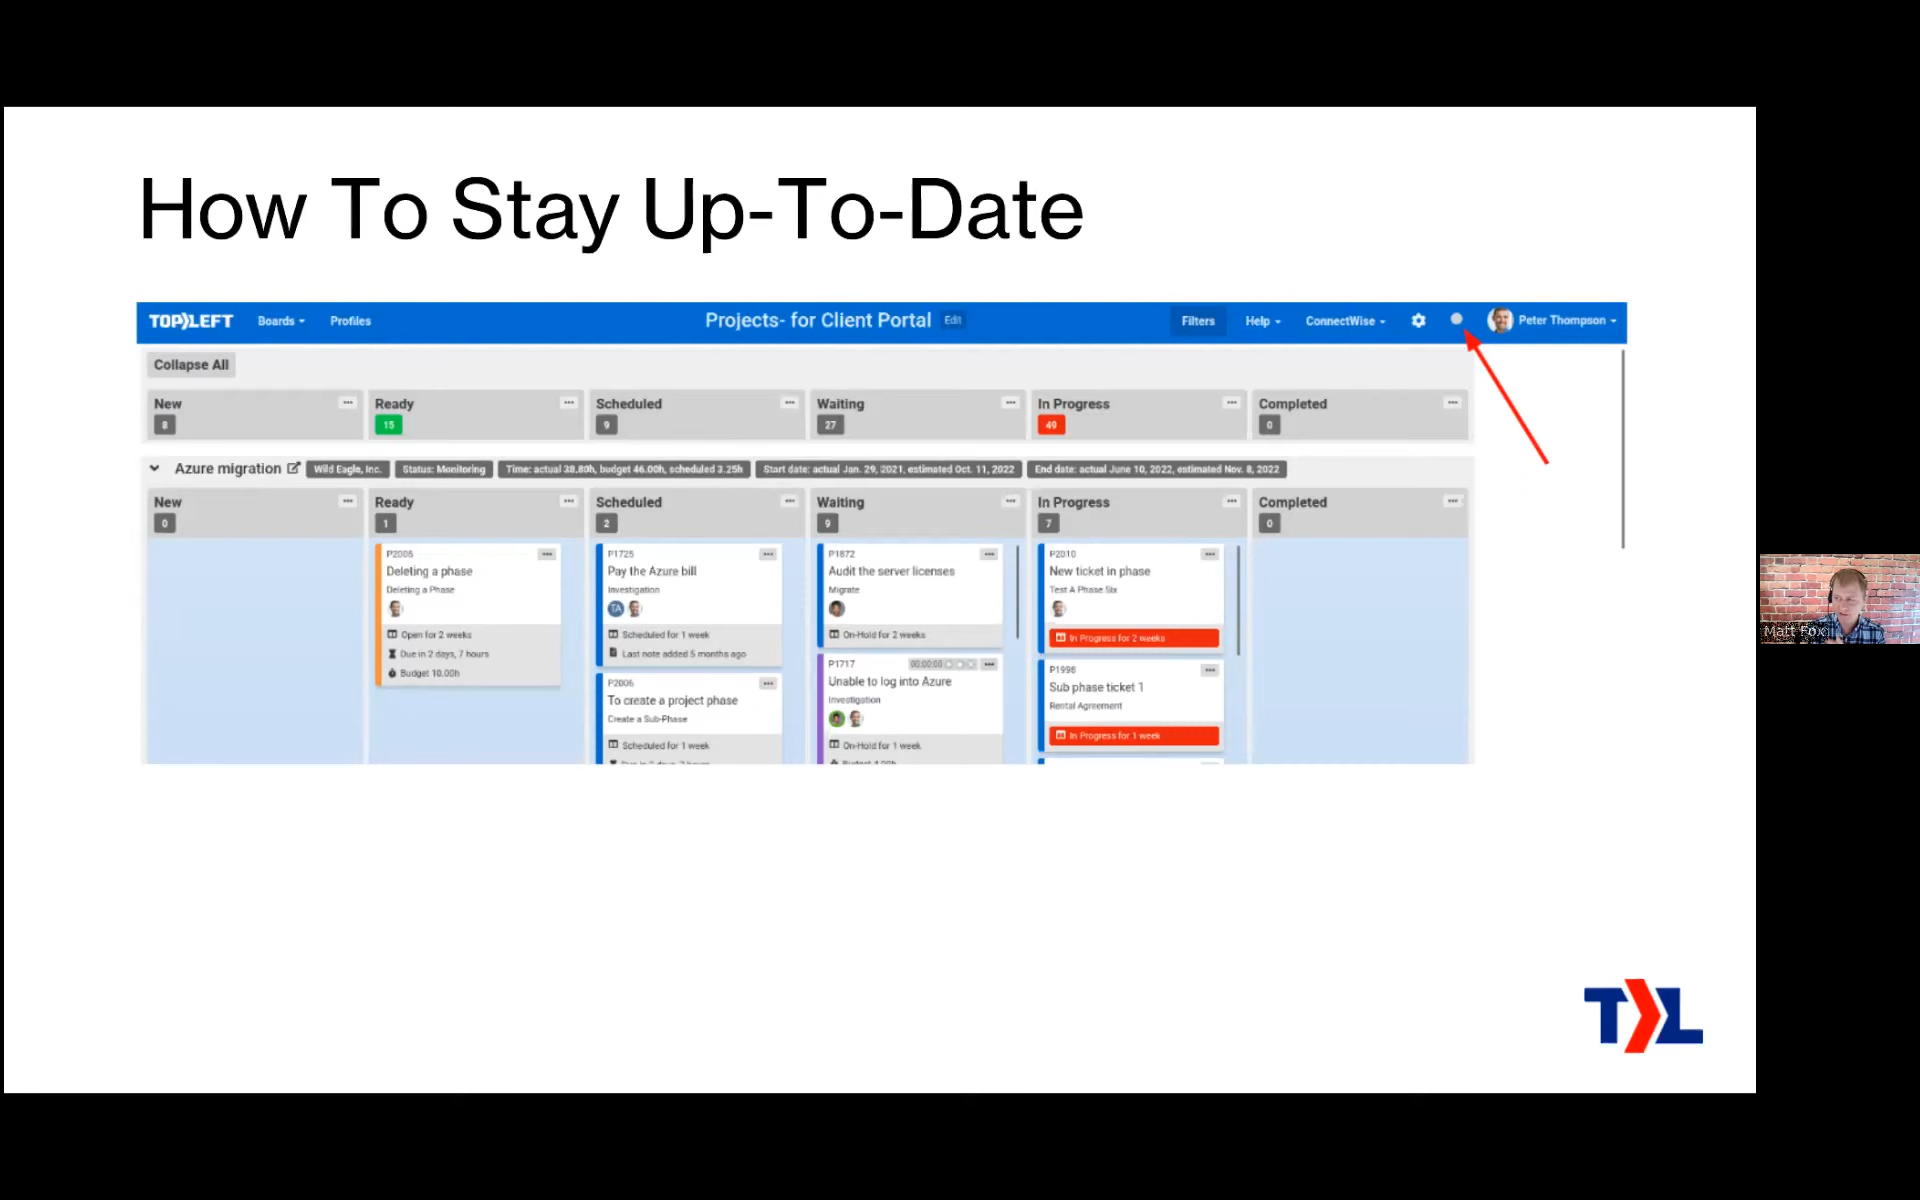 How To Stay Up-To-Date
TOP LEFT Boards Profiles Projects- for Client Portal Edit Filters Help ConnectWise Peter Thompson
Collapse All
New Ready Scheduled Waiting In Progress Completed
8 15 9 27 49 0
Azure migration Wild Eagle, Inc. Status: Monitoring Time: actual 38.80h, budget 46.00h, scheduled 3.25h Start date: actual Jan. 29, 2021, estimated Oct. 11, 2022 End date: actual June 10, 2022, estimated Nov. 8, 2022
New Ready Scheduled Waiting In Progress Completed
0 1 2 9 7 0
P2005
Deleting a phase
Deleting a Phase
Open for 2 weeks
Due in 2 days, 7 hours
Budget 10.00h
P1725
Pay the Azure bill
Investigation
TA
Scheduled for 1 week
Last note added 5 months ago
P2006
To create a project phase
Create a Sub-Phase
Scheduled for 1 week
P1872
Audit the server licenses
Migrate
On-Hold for 2 weeks
P1717 00:00:00
Unable to log into Azure
Investigation
On-Hold for 1 week
P2010
New ticket in phase
Test A Phase Six
In Progress for 2 weeks
P1998
Sub phase ticket 1
Rental Agreement
In Progress for 1 week
Matt Fox
TL